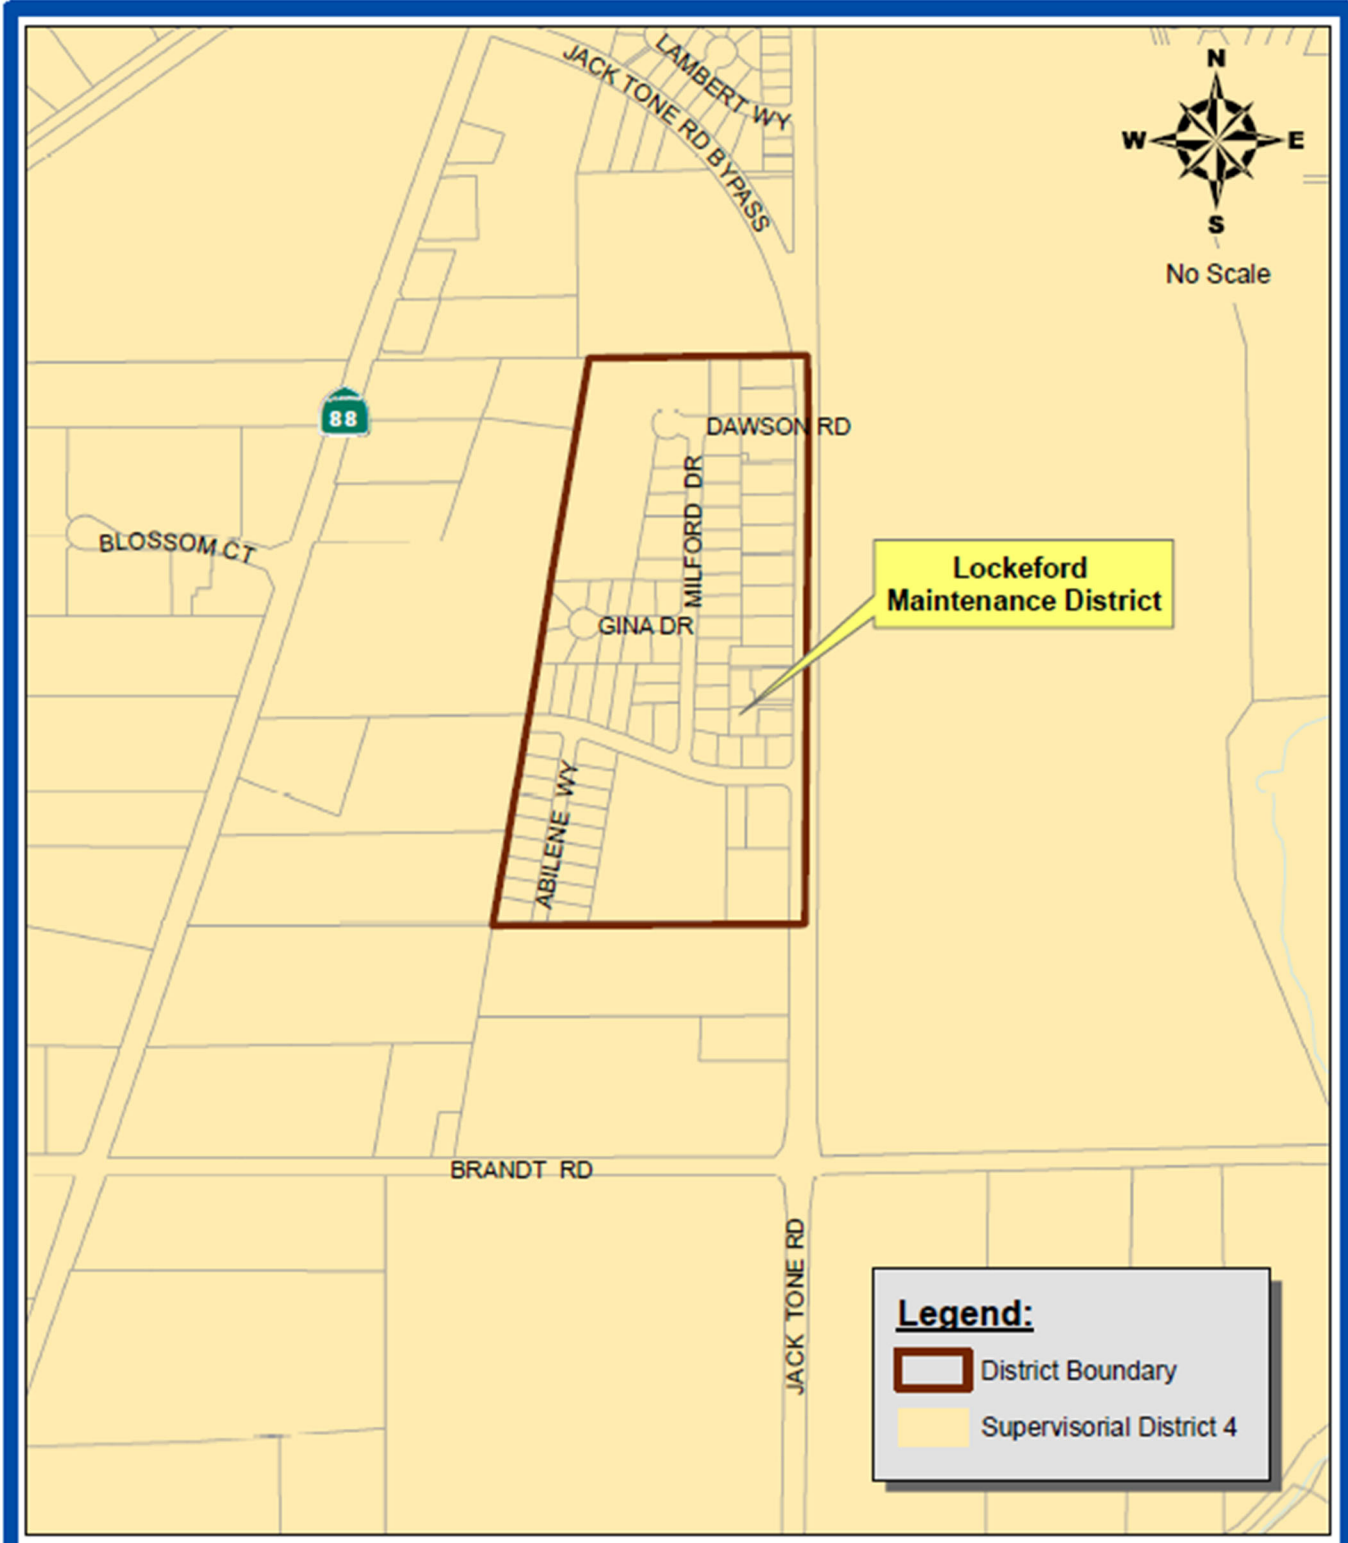 LAMBERT WY
JACK TONE RD BYPASS
N
W
E
S
No Scale
88
DAWSON RD
MILFORD DR
BLOSSOM CT
Lockeford
Maintenance District
GINA DR
ABILENE WY
BRANDT RD
JACK TONE RD
Legend:
District Boundary
Supervisorial District 4